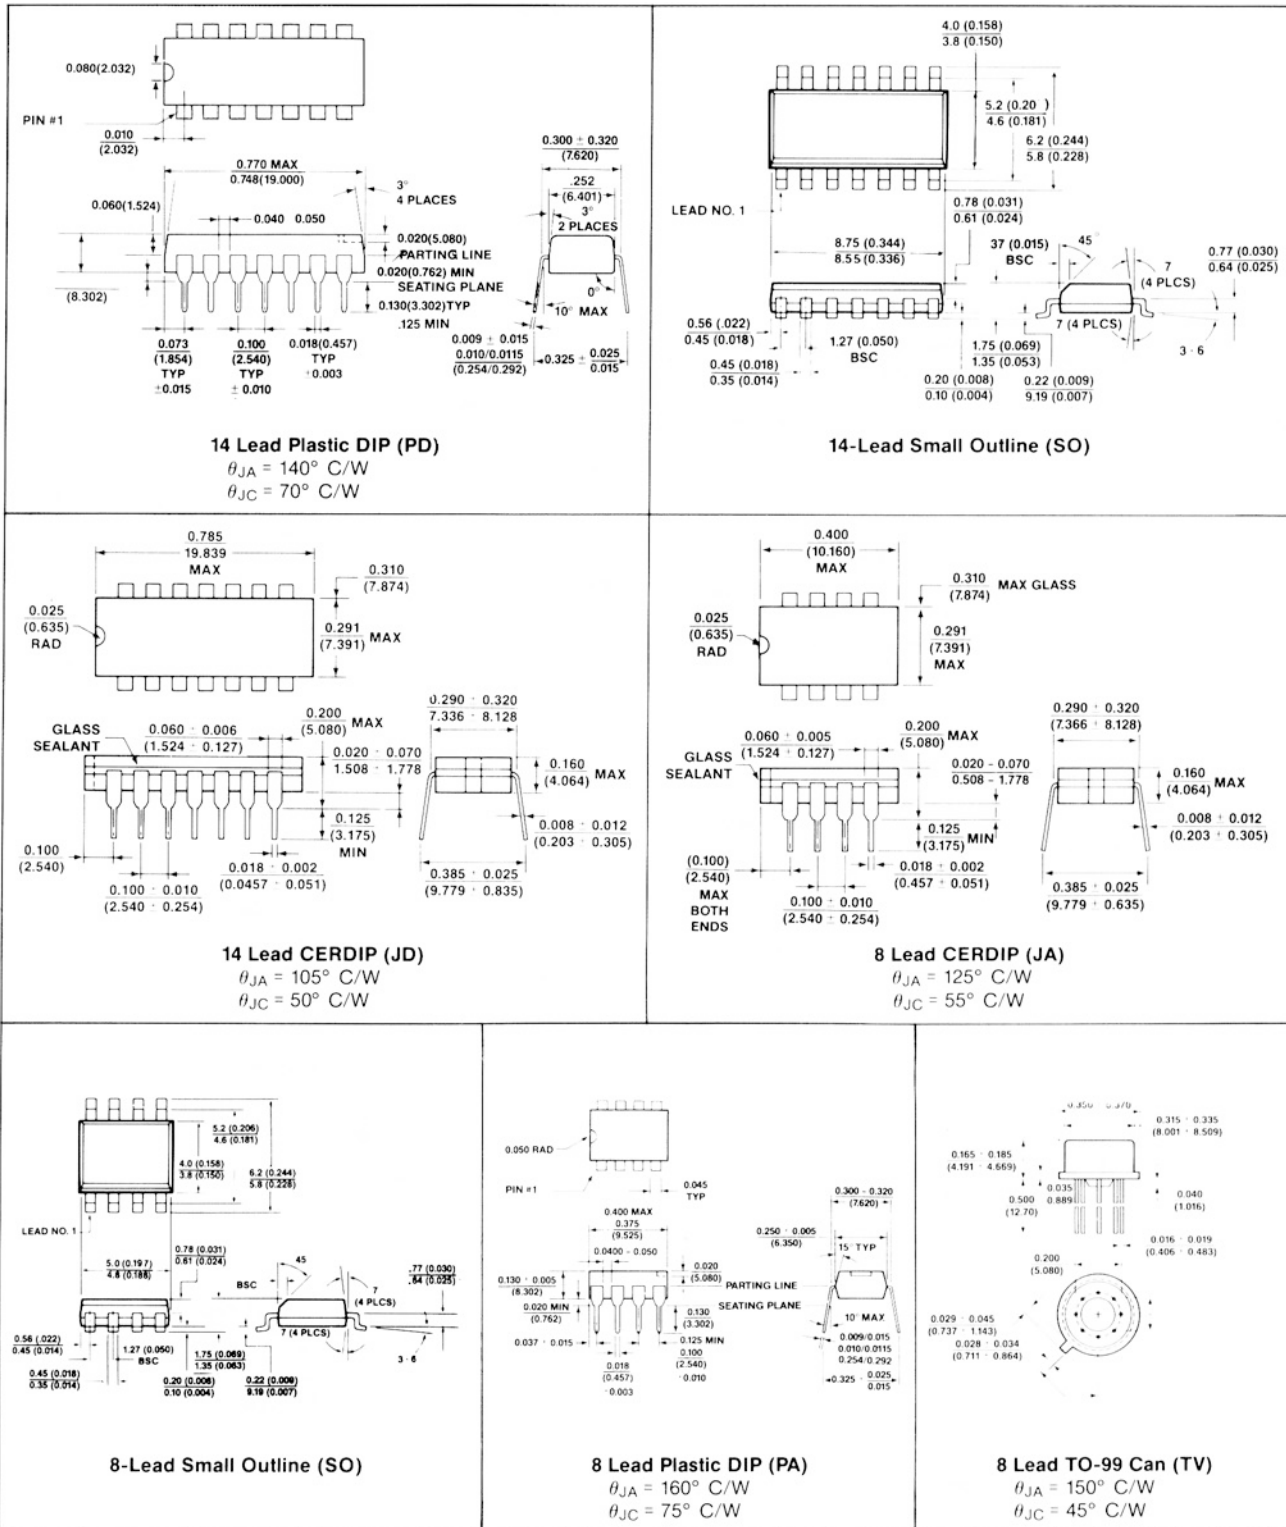 0.080(2.032)
PIN #1
0.010
(2.032)
0.770 MAX
0.748(19.000)
3°
4 PLACES
0.060(1.524)
0.040 0.050
0.020(5.080)
PARTING LINE
0.020(0.762) MIN
SEATING PLANE
(8.302)
0.130(3.302)TYP
.125 MIN
0.073
(1.854)
TYP
±0.015
0.100
(2.540)
TYP
± 0.010
0.018(0.457)
TYP
±0.003
0.300 ± 0.320
(7.620)
.252
(6.401)
3°
2 PLACES
0°
10° MAX
0.009 ± 0.015
0.010/0.0115
(0.254/0.292)
0.325 ± 0.025
0.015
14 Lead Plastic DIP (PD)
θJA = 140° C/W
θJC = 70° C/W
4.0 (0.158)
3.8 (0.150)
5.2 (0.20
4.6 (0.181)
6.2 (0.244)
5.8 (0.228)
LEAD NO. 1
0.78 (0.031)
0.61 (0.024)
8.75 (0.344)
8.55 (0.336)
37 (0.015)
BSC
45°
7
(4 PLCS)
0.77 (0.030)
0.64 (0.025)
0.56 (.022)
0.45 (0.018)
1.27 (0.050)
BSC
7 (4 PLCS)
1.75 (0.069)
1.35 (0.053)
3 · 6
0.45 (0.018)
0.35 (0.014)
0.20 (0.008)
0.10 (0.004)
0.22 (0.009)
9.19 (0.007)
14-Lead Small Outline (SO)
0.785
19.839
MAX
0.310
(7.874)
0.025
(0.635)
RAD
0.291
(7.391) MAX
GLASS
SEALANT
0.060 · 0.006
(1.524 · 0.127)
0.200
(5.080) MAX
0.020 · 0.070
1.508 · 1.778
0.125
(3.175)
MIN
0.100
(2.540)
0.100 · 0.010
(2.540 ± 0.254)
0.018 · 0.002
(0.0457 · 0.051)
0.290 · 0.320
7.336 · 8.128
0.160
(4.064) MAX
0.008 · 0.012
(0.203 · 0.305)
0.385 · 0.025
(9.779 · 0.835)
14 Lead CERDIP (JD)
θJA = 105° C/W
θJC = 50° C/W
0.400
(10.160)
MAX
0.310
(7.874) MAX GLASS
0.025
(0.635)
RAD
0.291
(7.391)
MAX
0.060 ± 0.005
(1.524 ± 0.127)
GLASS
SEALANT
0.200
(5.080) MAX
0.020 - 0.070
0.508 - 1.778
0.125
(3.175) MIN
(0.100)
(2.540)
MAX
BOTH
ENDS
0.100 ± 0.010
(2.540 ± 0.254)
0.018 ± 0.002
(0.457 ± 0.051)
0.290 · 0.320
(7.366 + 8.128)
0.160
(4.064) MAX
0.008 · 0.012
(0.203 · 0.305)
0.385 · 0.025
(9.779 · 0.635)
8 Lead CERDIP (JA)
θJA = 125° C/W
θJC = 55° C/W
5.2 (0.206)
4.6 (0.181)
4.0 (0.158)
3.8 (0.150)
6.2 (0.244)
5.8 (0.228)
LEAD NO. 1
0.78 (0.031)
0.61 (0.024)
5.0 (0.197)
4.8 (0.188)
BSC
45
7
(4 PLCS)
.77 (0.030)
.64 (0.025)
0.56 (.022)
0.45 (0.014)
1.27 (0.050)
BSC
7 (4 PLCS)
1.75 (0.069)
1.35 (0.063)
3 · 6
0.45 (0.018)
0.35 (0.014)
0.20 (0.008)
0.10 (0.004)
0.22 (0.009)
9.19 (0.007)
8-Lead Small Outline (SO)
0.050 RAD
PIN #1
0.045
TYP
0.400 MAX
0.375
(9.525)
0.0400 - 0.050
0.130 · 0.005
(8.302)
0.020
(5.080)
PARTING LINE
0.020 MIN
(0.762)
SEATING PLANE
0.130
(3.302)
0.037 · 0.015
0.125 MIN
0.100
(2.540)
·0.010
0.018
(0.457)
·0.003
0.300 - 0.320
(7.620)
0.250 · 0.005
(6.350)
15° TYP
10° MAX
0.009/0.015
0.010/0.0115
0.254/0.292
0.325 · 0.025
0.015
8 Lead Plastic DIP (PA)
θJA = 160° C/W
θJC = 75° C/W
0.350 0.370
0.315 · 0.335
(8.001 · 8.509)
0.165 · 0.185
(4.191 · 4.669)
0.035
0.889
0.500
(12.70)
0.040
(1.016)
0.016 · 0.019
(0.406 · 0.483)
0.200
(5.080)
0.029 · 0.045
(0.737 · 1.143)
0.028 · 0.034
(0.711 · 0.864)
8 Lead TO-99 Can (TV)
θJA = 150° C/W
θJC = 45° C/W